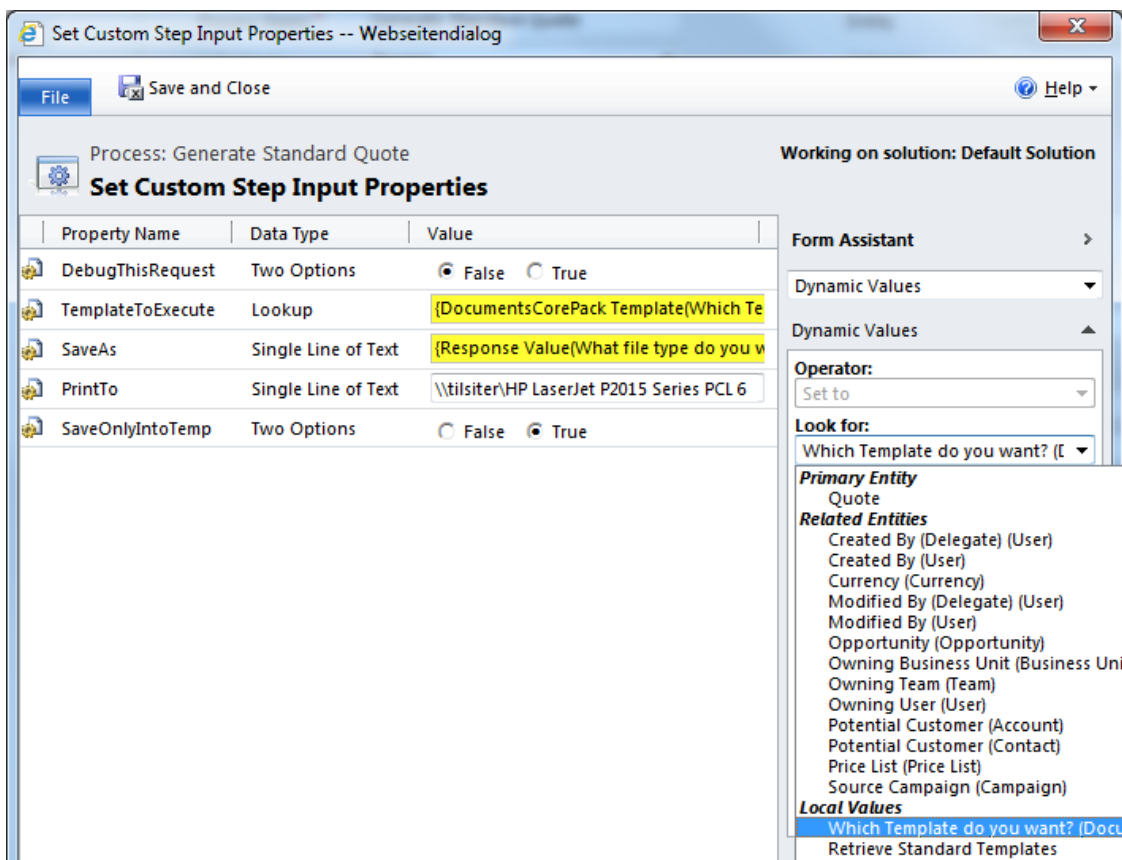 Set Custom Step Input Properties -- Webseitendialog
File
Save and Close
Help
Process: Generate Standard Quote
Set Custom Step Input Properties
Working on solution: Default Solution
Property Name Data Type Value
DebugThisRequest Two Options False True
TemplateToExecute Lookup {DocumentsCorePack Template(Which Te
SaveAs Single Line of Text {Response Value(What file type do you w
PrintTo Single Line of Text \\tilsiter\HP LaserJet P2015 Series PCL 6
SaveOnlyIntoTemp Two Options False True
Form Assistant
Dynamic Values
Dynamic Values
Operator:
Set to
Look for:
Which Template do you want? (D
Primary Entity
Quote
Related Entities
Created By (Delegate) (User)
Created By (User)
Currency (Currency)
Modified By (Delegate) (User)
Modified By (User)
Opportunity (Opportunity)
Owning Business Unit (Business Uni
Owning Team (Team)
Owning User (User)
Potential Customer (Account)
Potential Customer (Contact)
Price List (Price List)
Source Campaign (Campaign)
Local Values
Which Template do you want? (Docu
Retrieve Standard Templates